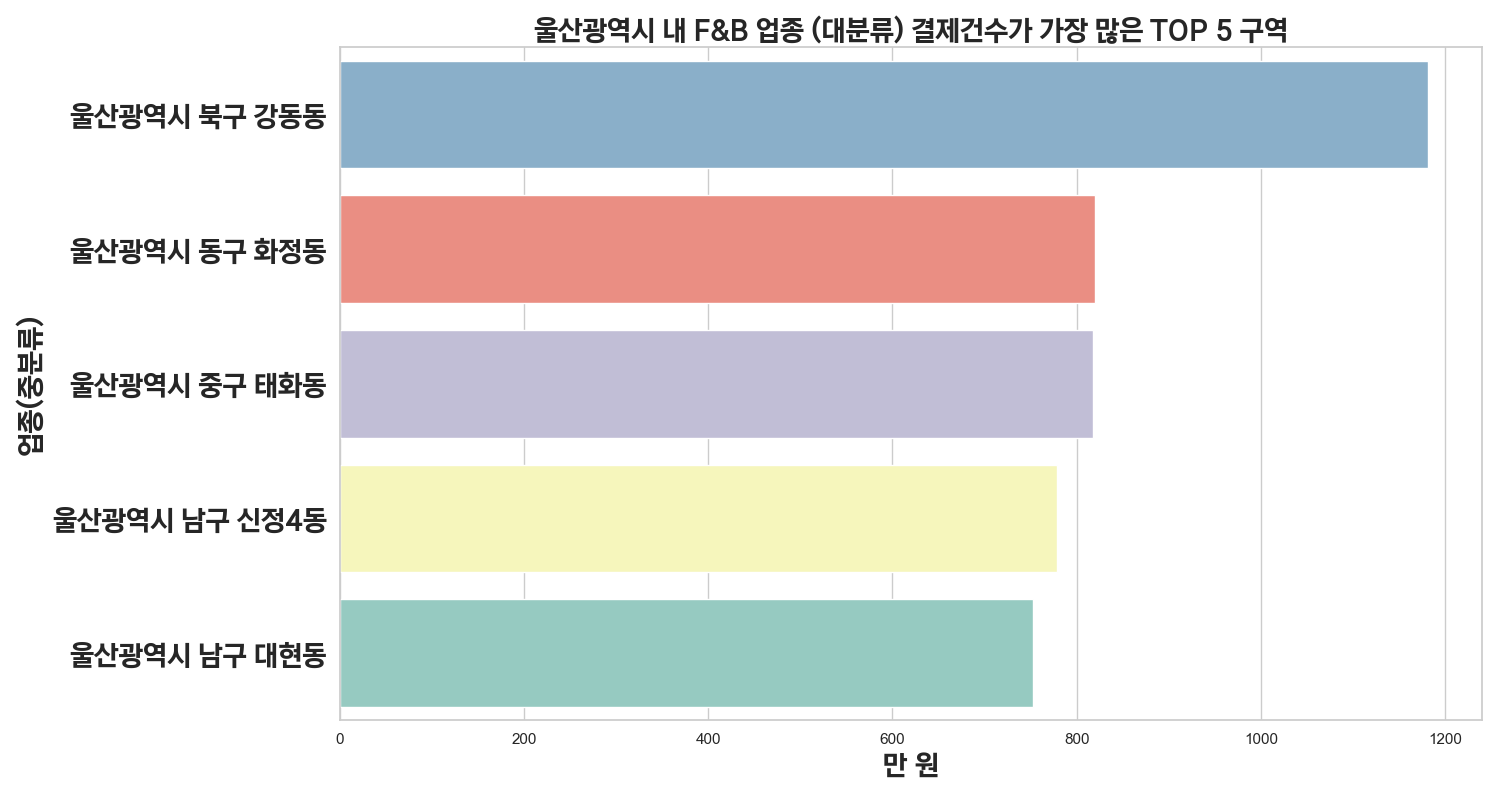 울산광역시 내 F&B 업종 (대분류) 결제건수가 가장 많은 TOP 5 구역
울산광역시 북구 강동동
울산광역시 동구 화정동
울산광역시 중구 태화동
울산광역시 남구 신정4동
울산광역시 남구 대현동
업종(중분류)
0 200 400 600 800 1000 1200
만 원